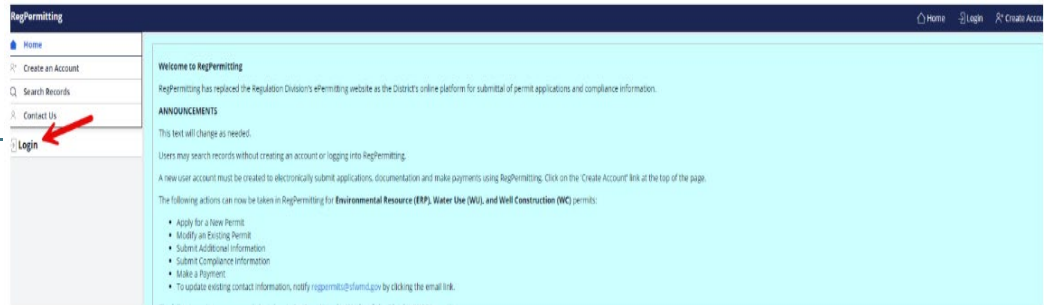 RegPermitting
Home Login Create Accou
Home
Create an Account
Search Records
Contact Us
Login
Welcome to RegPermitting
RegPermitting has replaced the Regulation Division's ePermitting website as the District's online platform for submittal of permit applications and compliance information.
ANNOUNCEMENTS
This text will change as needed.
Users may search records without creating an account or logging into RegPermitting.
A new user account must be created to electronically submit applications, documentation and make payments using RegPermitting. Click on the 'Create Account' link at the top of the page.
The following actions can now be taken in RegPermitting for Environmental Resource (ERP), Water Use (WU), and Well Construction (WC) permits:
• Apply for a New Permit
• Modify an Existing Permit
• Submit Additional Information
• Submit Compliance Information
• Make a Payment
• To update existing contact information, notify regpermits@sfwmd.gov by clicking the email link.